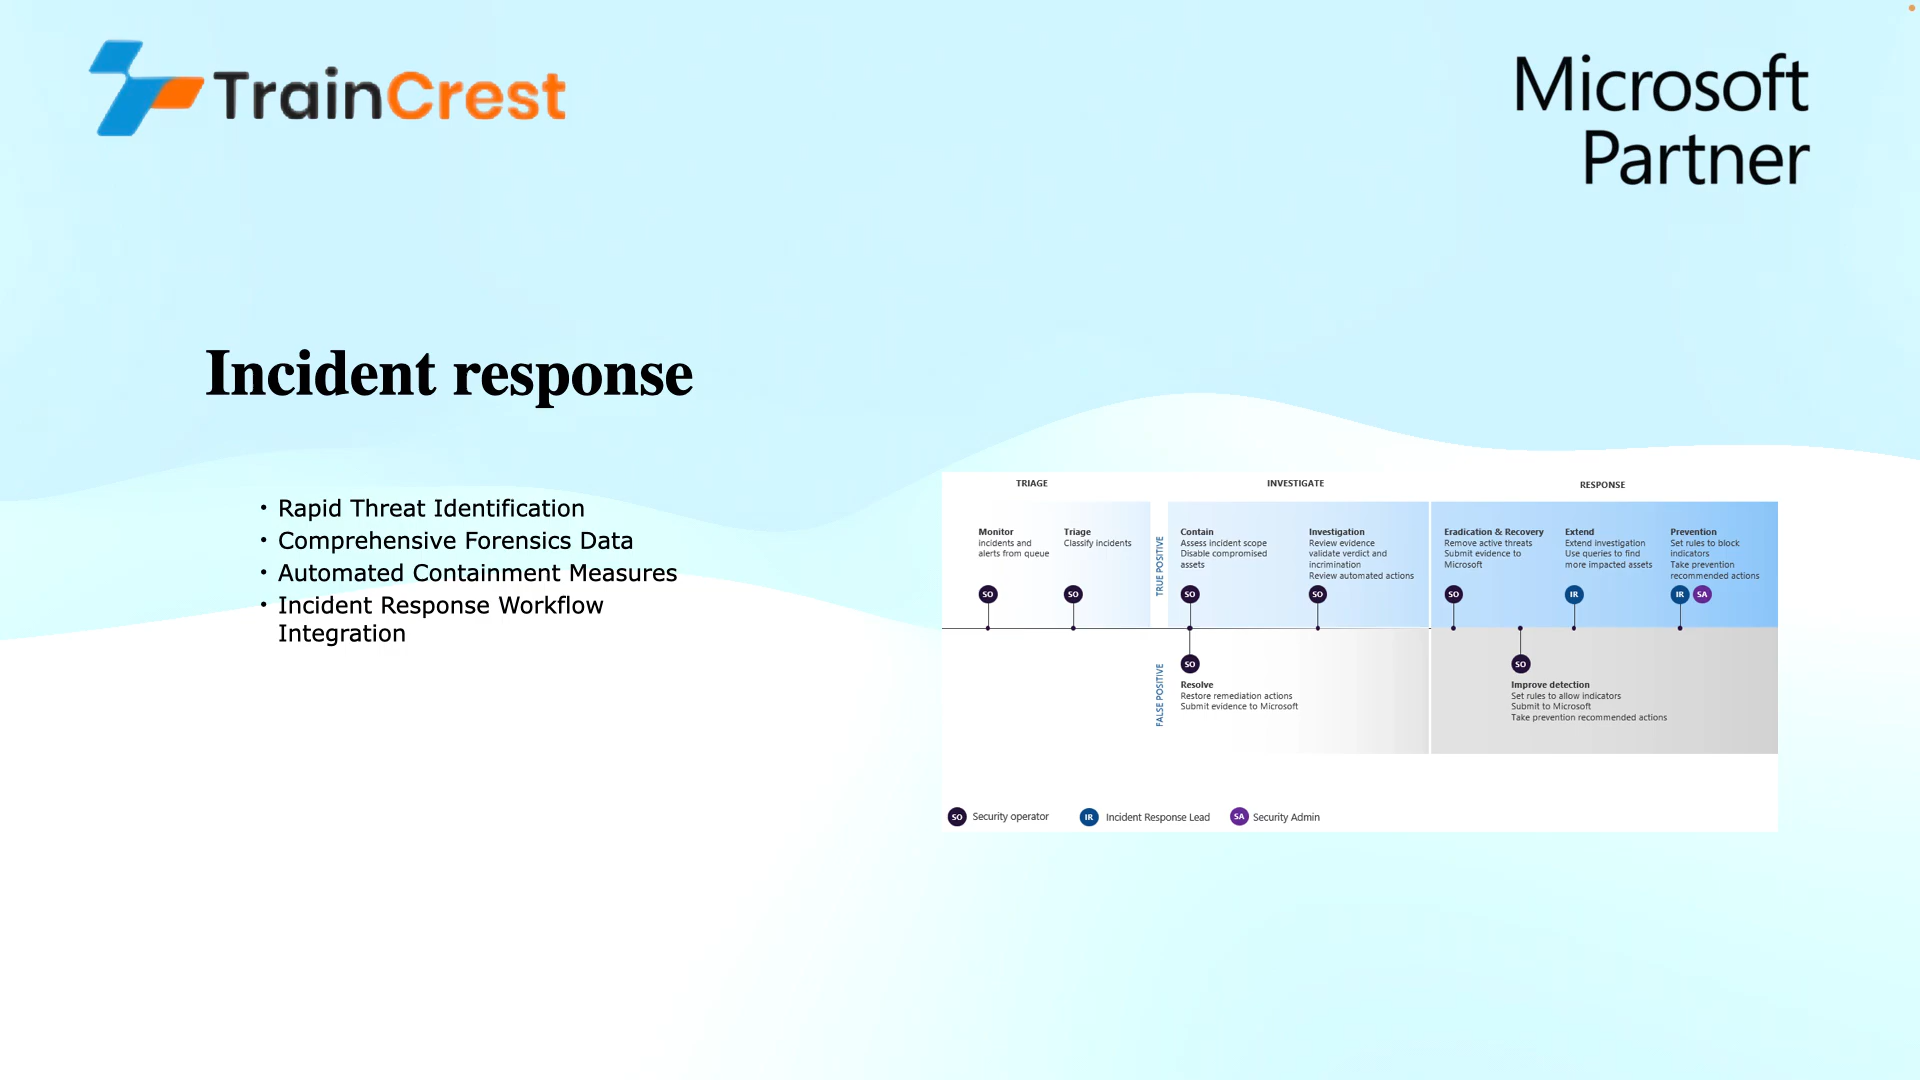 TrainCrest
Microsoft
Partner
Incident response
• Rapid Threat Identification
• Comprehensive Forensics Data
• Automated Containment Measures
• Incident Response Workflow
Integration
TRIAGE
INVESTIGATE
RESPONSE
Monitor
incidents and
alerts from queue
SO
Triage
Classify incidents
SO
TRUE POSITIVE
Contain
Assess incident scope
Disable compromised
assets
SO
Investigation
Review evidence
validate verdict and
incrimination
Review automated actions
SO
Eradication & Recovery
Remove active threats
Submit evidence to
Microsoft
SO
Extend
Extend investigation
Use queries to find
more impacted assets
IR
Prevention
Set rules to block
indicators
Take prevention
recommended actions
IR SA
FALSE POSITIVE
SO
Resolve
Restore remediation actions
Submit evidence to Microsoft
SO
Improve detection
Set rules to allow indicators
Submit to Microsoft
Take prevention recommended actions
SO Security operator
IR Incident Response Lead
SA Security Admin